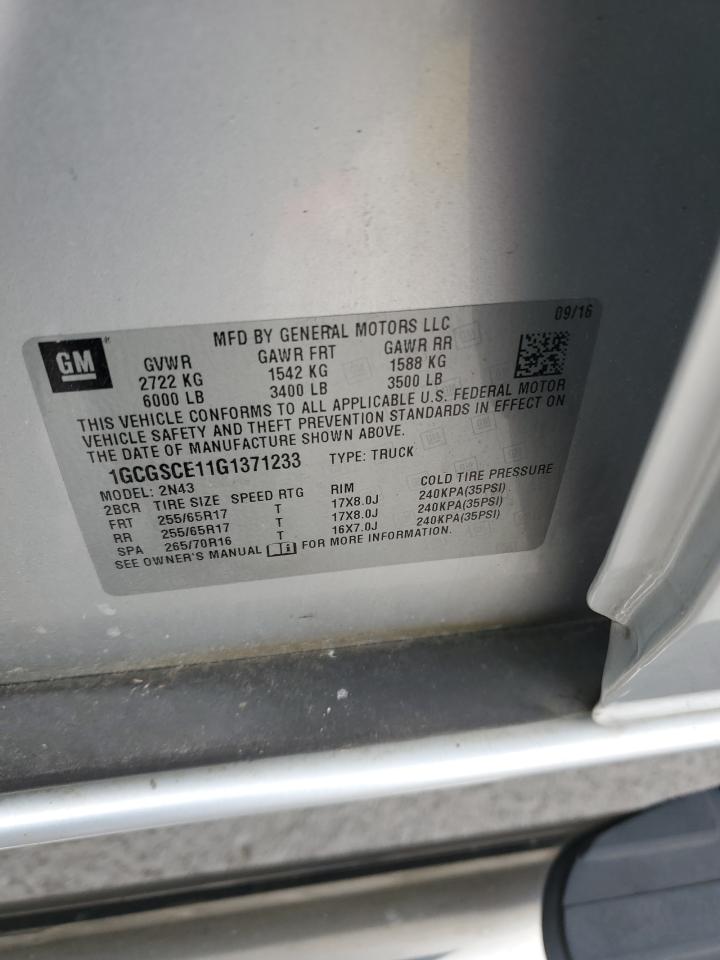 09/16
GM
MFD BY GENERAL MOTORS LLC
GVWR GAWR FRT GAWR RR
2722 KG 1542 KG 1588 KG
6000 LB 3400 LB 3500 LB
THIS VEHICLE CONFORMS TO ALL APPLICABLE U.S. FEDERAL MOTOR
VEHICLE SAFETY AND THEFT PREVENTION STANDARDS IN EFFECT ON
THE DATE OF MANUFACTURE SHOWN ABOVE.
1GCGSCE11G1371233 TYPE: TRUCK
MODEL: 2N43
2BCR TIRE SIZE SPEED RTG RIM COLD TIRE PRESSURE
FRT 255/65R17 T 17X8.0J 240KPA(35PSI)
RR 255/65R17 T 17X8.0J 240KPA(35PSI)
SPA 265/70R16 T 16X7.0J 240KPA(35PSI)
SEE OWNER'S MANUAL FOR MORE INFORMATION.